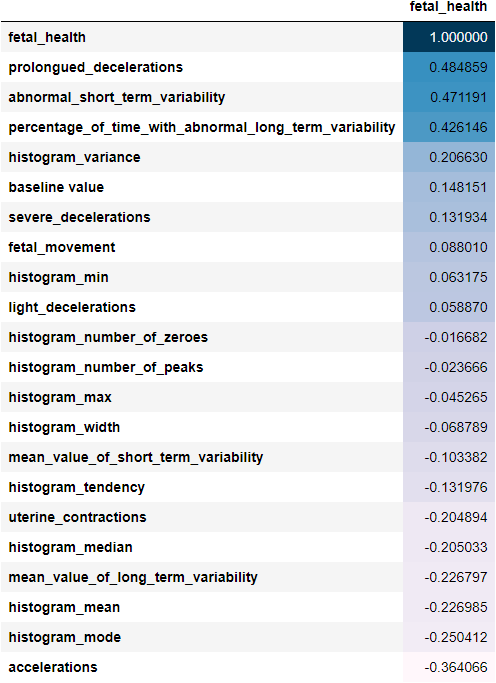 fetal_health
fetal_health 1.000000
prolongued_decelerations 0.484859
abnormal_short_term_variability 0.471191
percentage_of_time_with_abnormal_long_term_variability 0.426146
histogram_variance 0.206630
baseline value 0.148151
severe_decelerations 0.131934
fetal_movement 0.088010
histogram_min 0.063175
light_decelerations 0.058870
histogram_number_of_zeroes -0.016682
histogram_number_of_peaks -0.023666
histogram_max -0.045265
histogram_width -0.068789
mean_value_of_short_term_variability -0.103382
histogram_tendency -0.131976
uterine_contractions -0.204894
histogram_median -0.205033
mean_value_of_long_term_variability -0.226797
histogram_mean -0.226985
histogram_mode -0.250412
accelerations -0.364066